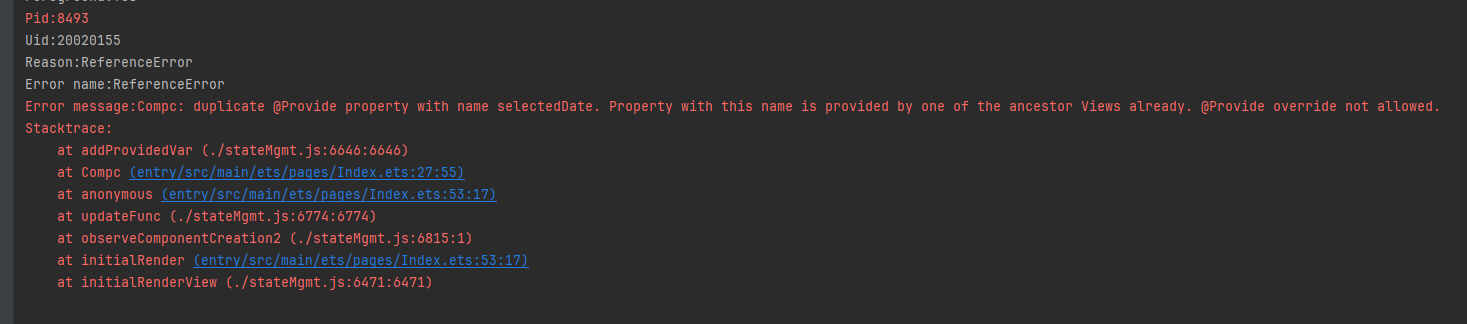 Pid:8493
Uid:20020155
Reason:ReferenceError
Error name:ReferenceError
Error message:Compc: duplicate @Provide property with name selectedDate. Property with this name is provided by one of the ancestor Views already. @Provide override not allowed.
Stacktrace:
at addProvidedVar (./stateMgmt.js:6646:6646)
at Compc (entry/src/main/ets/pages/Index.ets:27:55)
at anonymous (entry/src/main/ets/pages/Index.ets:53:17)
at updateFunc (./stateMgmt.js:6774:6774)
at observeComponentCreation2 (./stateMgmt.js:6815:1)
at initialRender (entry/src/main/ets/pages/Index.ets:53:17)
at initialRenderView (./stateMgmt.js:6471:6471)